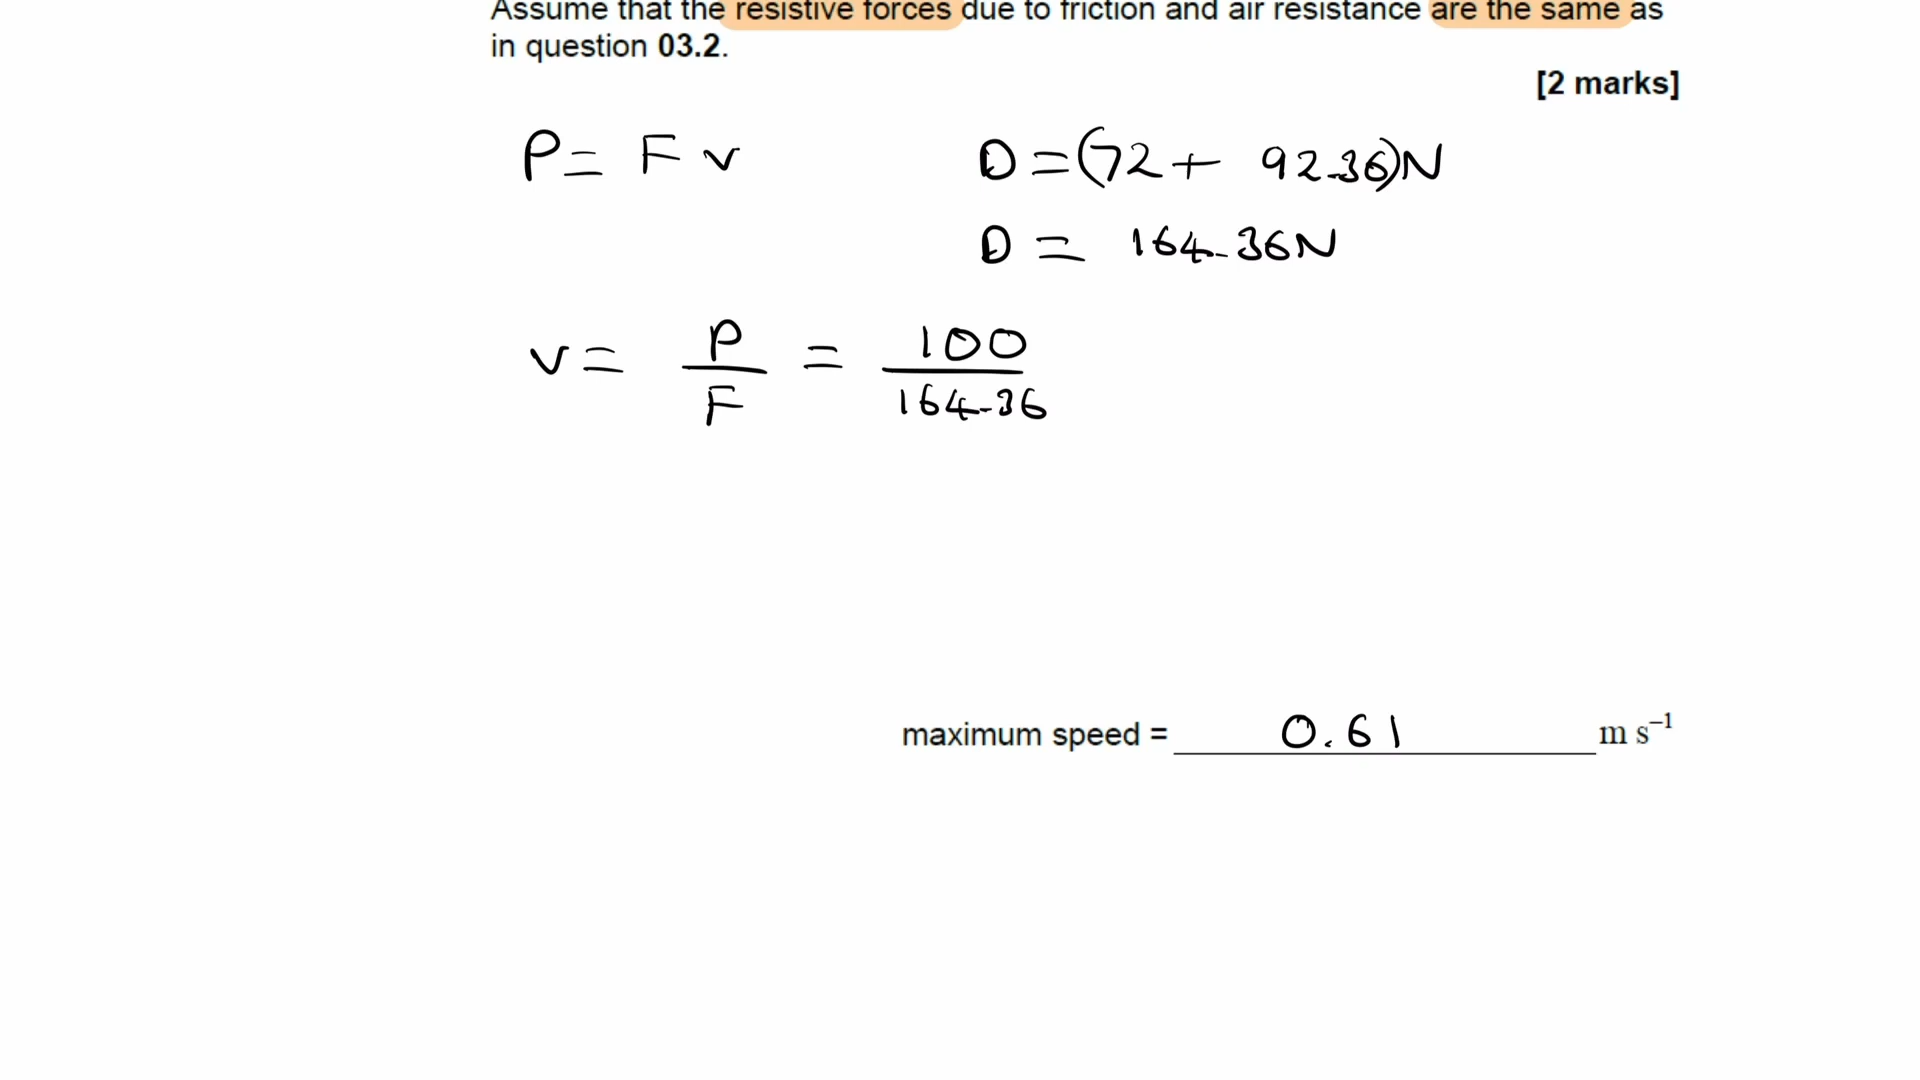 Assume that the resistive forces due to friction and air resistance are the same as
in question 03.2.
[2 marks]
P = F v
D = (72 + 92.36)N
D = 164.36N
v = P/F = 100/164.36
maximum speed = 0.61 m s⁻¹